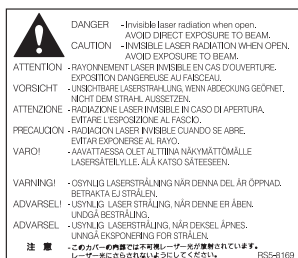 DANGER - Invisible laser radiation when open.
AVOID DIRECT EXPOSURE TO BEAM.
CAUTION - INVISIBLE LASER RADIATION WHEN OPEN.
AVOID EXPOSURE TO BEAM.
ATTENTION - RAYONNEMENT LASER INVISIBLE EN CAS D'OUVERTURE.
EXPOSITION DANGEREUSE AU FAISCEAU.
VORSICHT - UNSICHTBARE LASERSTRAHLUNG, WENN ABDECKUNG GEÖFFNET.
NICHT DEM STRAHL AUSSETZEN.
ATTENZIONE - RADIAZIONE LASER INVISIBILE IN CASO DI APERTURA.
EVITARE L'ESPOSIZIONE AL FASCIO.
PRECAUCION - RADIACION LASER INVISIBLE CUANDO SE ABRE.
EVITAR EXPONERSE AL RAYO.
VARO! - AAVATTAESSA OLET ALTTIINA NÄKYMÄTTÖMÄLLE
LASERSÄTEILYLLE. ÄLÄ KATSO SÄTEESEEN.
VARNING! - OSYNLIG LASERSTRÅLNING NÄR DENNA DEL ÄR ÖPPNAD.
BETRAKTA EJ STRÅLEN.
ADVARSEL! - USYNLIG LASER STRÅLING, NÅR DENNE ER ÅBEN.
UNDGÅ BESTRÅLING.
ADVARSEL - USYNLIG LASERSTRÅLING, NÅR DEKSEL ÅPNES.
UNNGÅ EKSPONERING FOR STRÅLEN.
注意 - このカバーの内部では不可視レーザー光が放射されています。
レーザー光にさらされないようにしてください。 RS5-8169